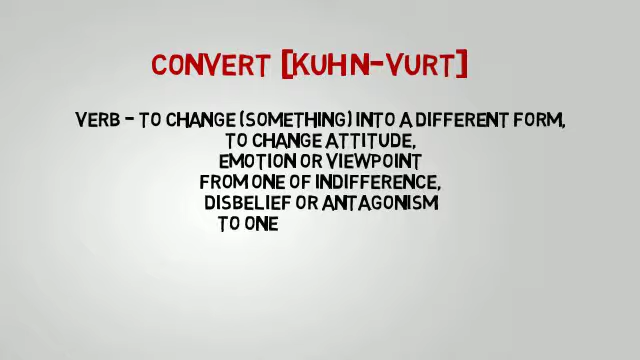 CONVERT [KUHN-VURT]
VERB - TO CHANGE (SOMETHING) INTO A DIFFERENT FORM,
TO CHANGE ATTITUDE,
EMOTION OR VIEWPOINT
FROM ONE OF INDIFFERENCE,
DISBELIEF OR ANTAGONISM
TO ONE